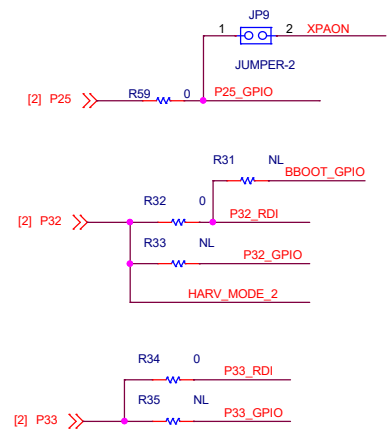 JP9
1 2 XPAON
JUMPER-2
[2] P25 R59 0 P25_GPIO
R31 NL
BBOOT_GPIO
R32 0
[2] P32 P32_RDI
R33 NL
P32_GPIO
HARV_MODE_2
R34 0
P33_RDI
R35 NL
[2] P33 P33_GPIO